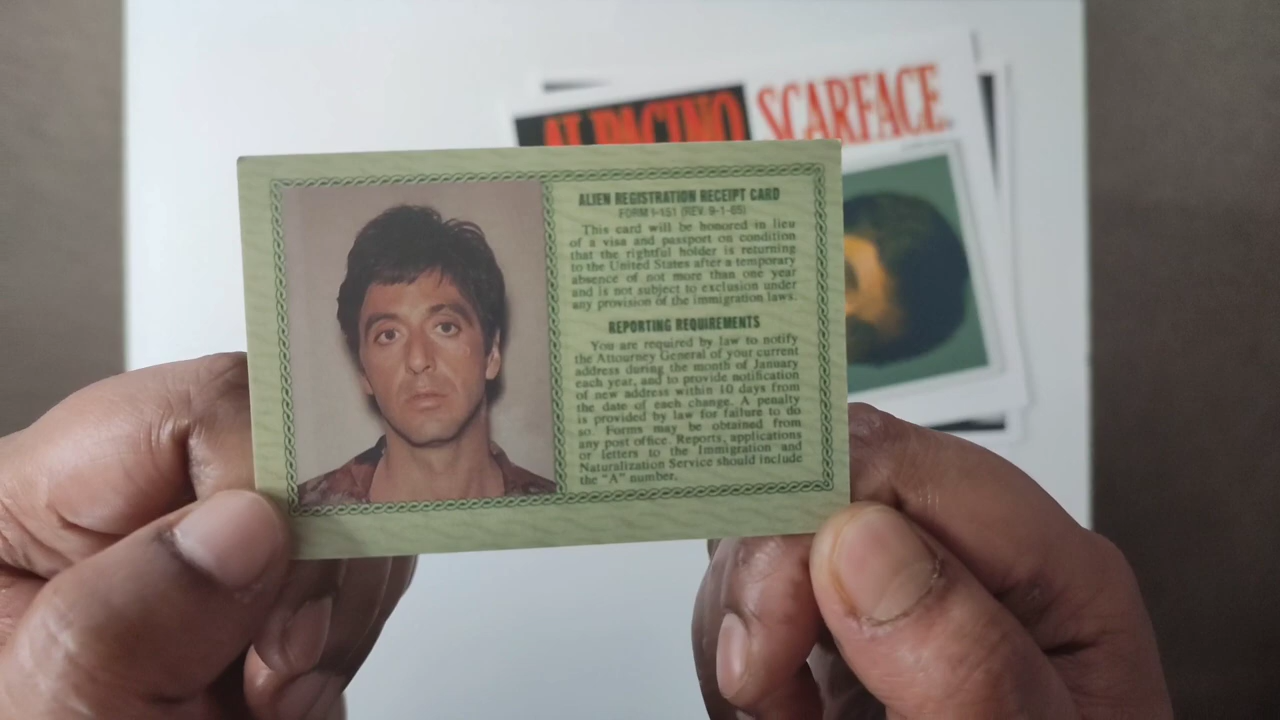 AL PACINO SCARFACE
ALIEN REGISTRATION RECEIPT CARD
FORM I-151 (REV. 9-1-65)
This card will be honored in lieu
of a visa and passport on condition
that the rightful holder is returning
to the United States after a temporary
absence of not more than one year
and is not subject to exclusion under
any provision of the immigration laws.
REPORTING REQUIREMENTS
You are required by law to notify
the Attourney General of your current
address during the month of January
each year, and to provide notification
of new address within 10 days from
the date of each change. A penalty
is provided by law for failure to do
so. Forms may be obtained from
any post office. Reports, applications
or letters to the Immigration and
Naturalization Service should include
the "A" number.